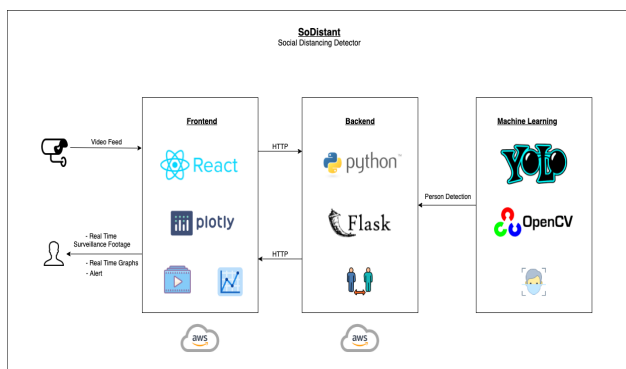 SoDistant
Social Distancing Detector
Frontend
Backend
Machine Learning
Video Feed
HTTP
React
python™
YOLO
Person Detection
plotly
Flask
OpenCV
- Real Time
Surveillance Footage
- Real Time Graphs
- Alert
HTTP
aws
aws